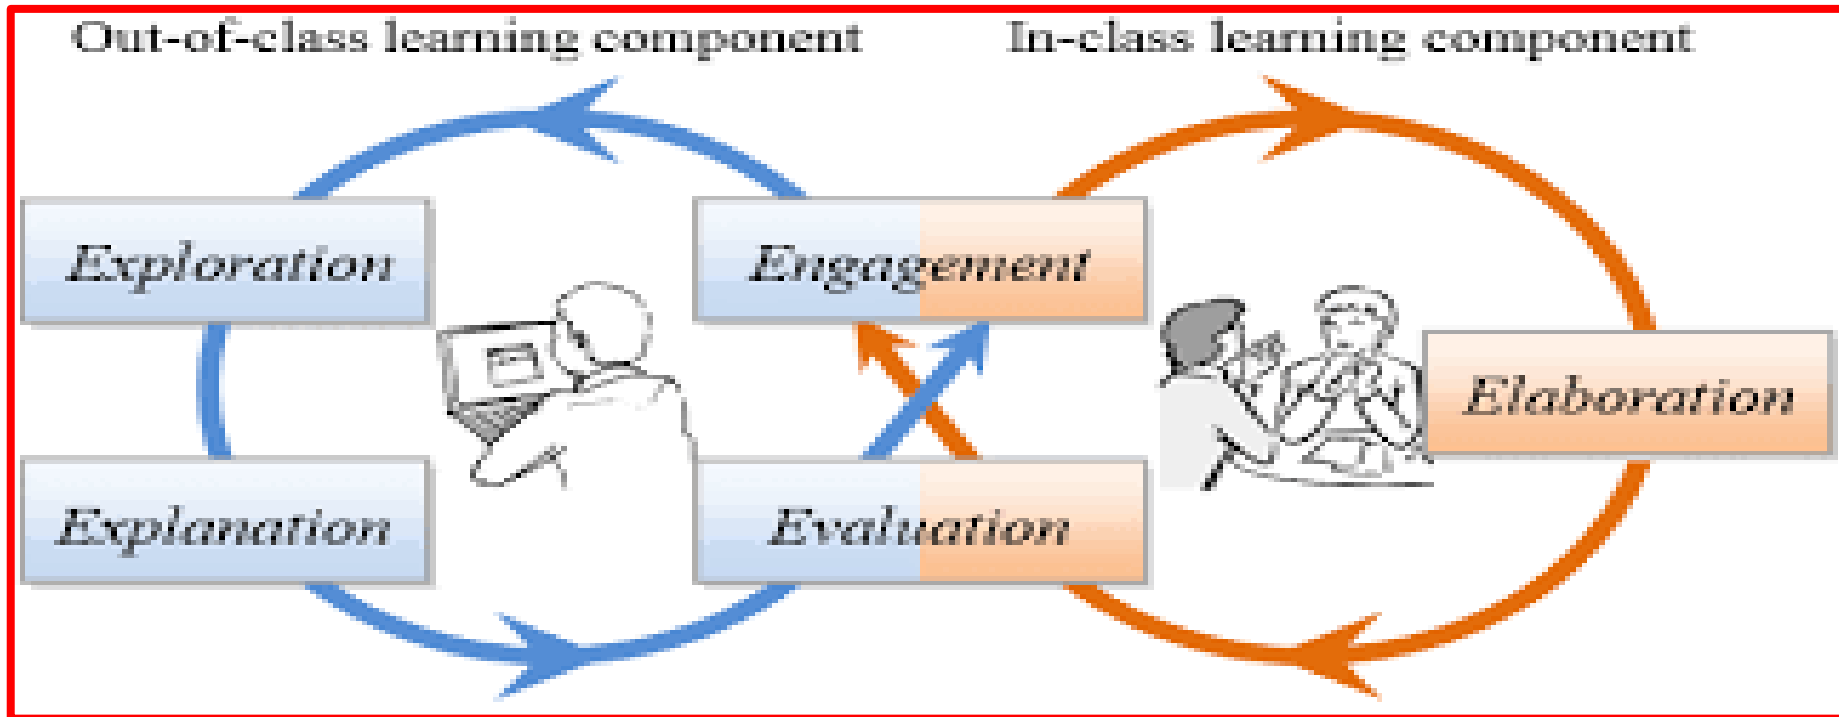 Out-of-class learning component
In-class learning component
Exploration
Engagement
Elaboration
Explanation
Evaluation